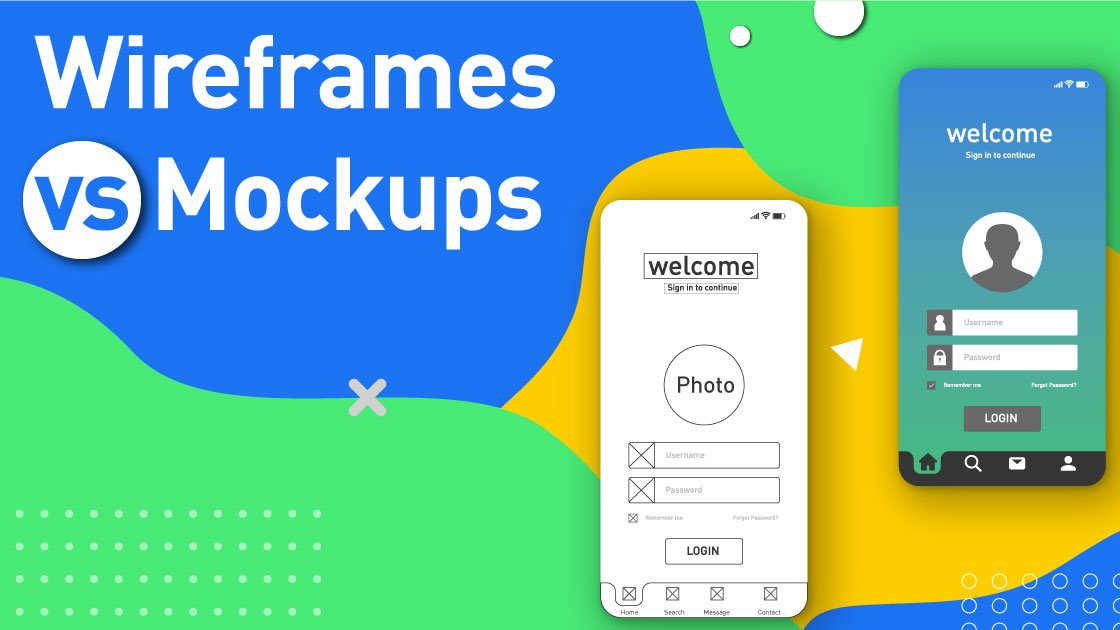 Wireframes
vs Mockups
welcome
Sign in to continue
Photo
Username
Password
Remember me Forgot Password?
LOGIN
Home Search Message Contact
welcome
Sign in to continue
Username
Password
Remember me Forgot Password?
LOGIN